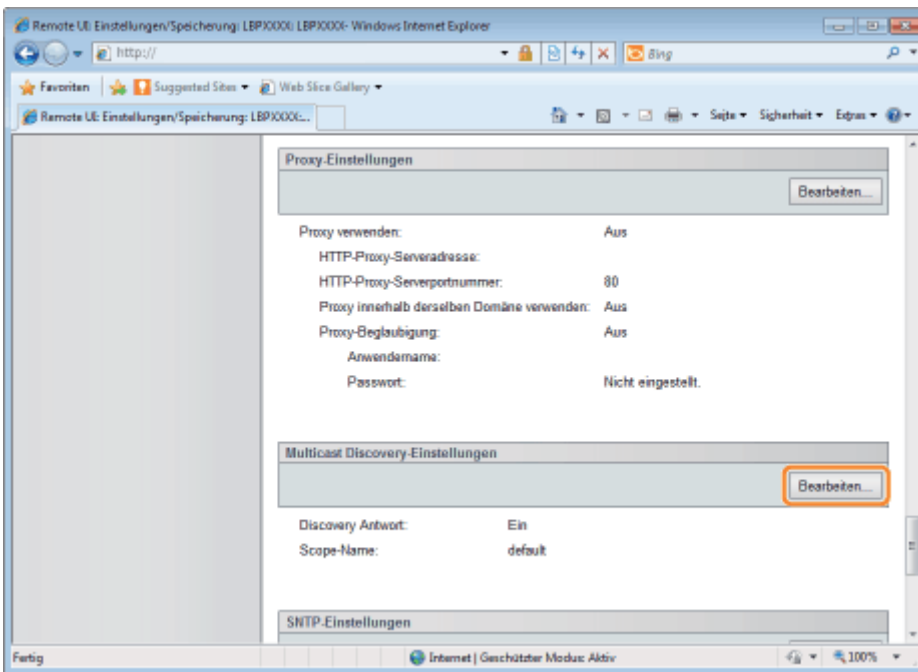 Remote UI: Einstellungen/Speicherung: LBPXXXX: LBPXXXX- Windows Internet Explorer
http://
Bing
Favoriten Suggested Sites Web Slice Gallery
Remote UI: Einstellungen/Speicherung: LBPXXXX:... Seite Sicherheit Extras
Proxy-Einstellungen
Bearbeiten...
Proxy verwenden: Aus
HTTP-Proxy-Serveradresse:
HTTP-Proxy-Serverportnummer: 80
Proxy innerhalb derselben Domäne verwenden: Aus
Proxy-Beglaubigung: Aus
Anwendername:
Passwort: Nicht eingestellt.
Multicast Discovery-Einstellungen
Bearbeiten...
Discovery Antwort: Ein
Scope-Name: default
SNTP-Einstellungen
Fertig Internet | Geschützter Modus: Aktiv 100%